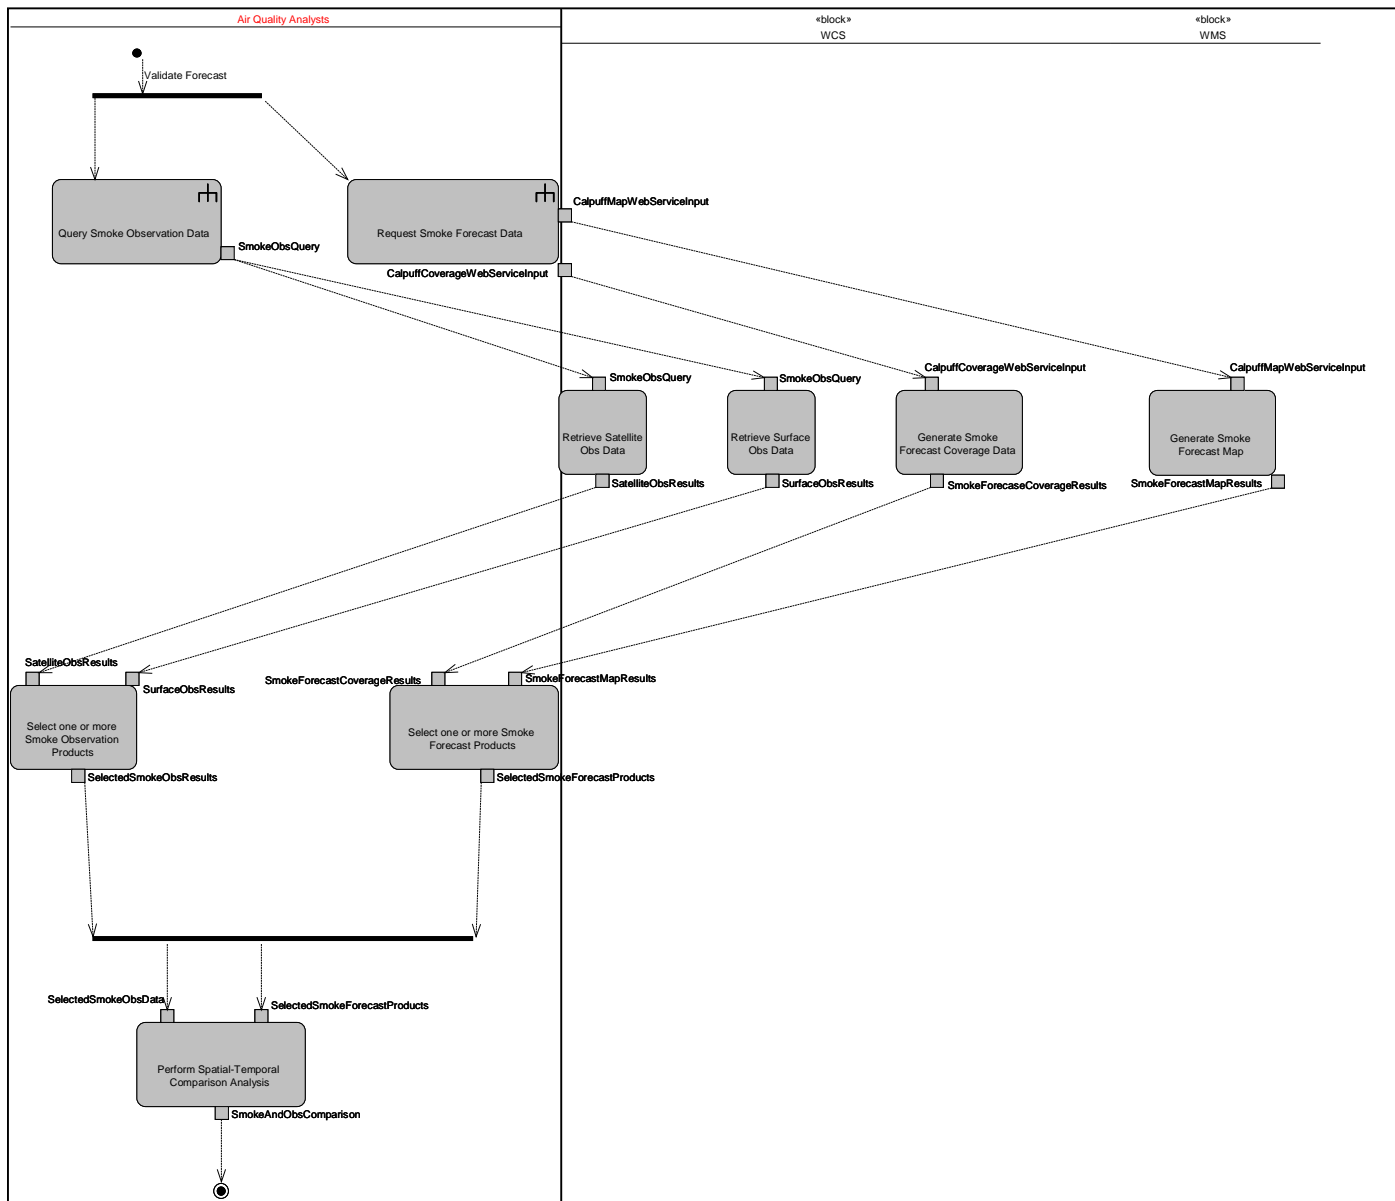 Air Quality Analysts
«block»
WCS
«block»
WMS
Validate Forecast
Query Smoke Observation Data
Request Smoke Forecast Data
CalpuffMapWebServiceInput
SmokeObsQuery
CalpuffCoverageWebServiceInput
SmokeObsQuery
SmokeObsQuery
CalpuffCoverageWebServiceInput
CalpuffMapWebServiceInput
Retrieve Satellite
Obs Data
Retrieve Surface
Obs Data
Generate Smoke
Forecast Coverage Data
Generate Smoke
Forecast Map
SatelliteObsResults
SurfaceObsResults
SmokeForecaseCoverageResults
SmokeForecastMapResults
SatelliteObsResults
SurfaceObsResults
SmokeForecastCoverageResults
SmokeForecastMapResults
Select one or more
Smoke Observation
Products
Select one or more Smoke
Forecast Products
SelectedSmokeObsResults
SelectedSmokeForecastProducts
SelectedSmokeObsData
SelectedSmokeForecastProducts
Perform Spatial-Temporal
Comparison Analysis
SmokeAndObsComparison